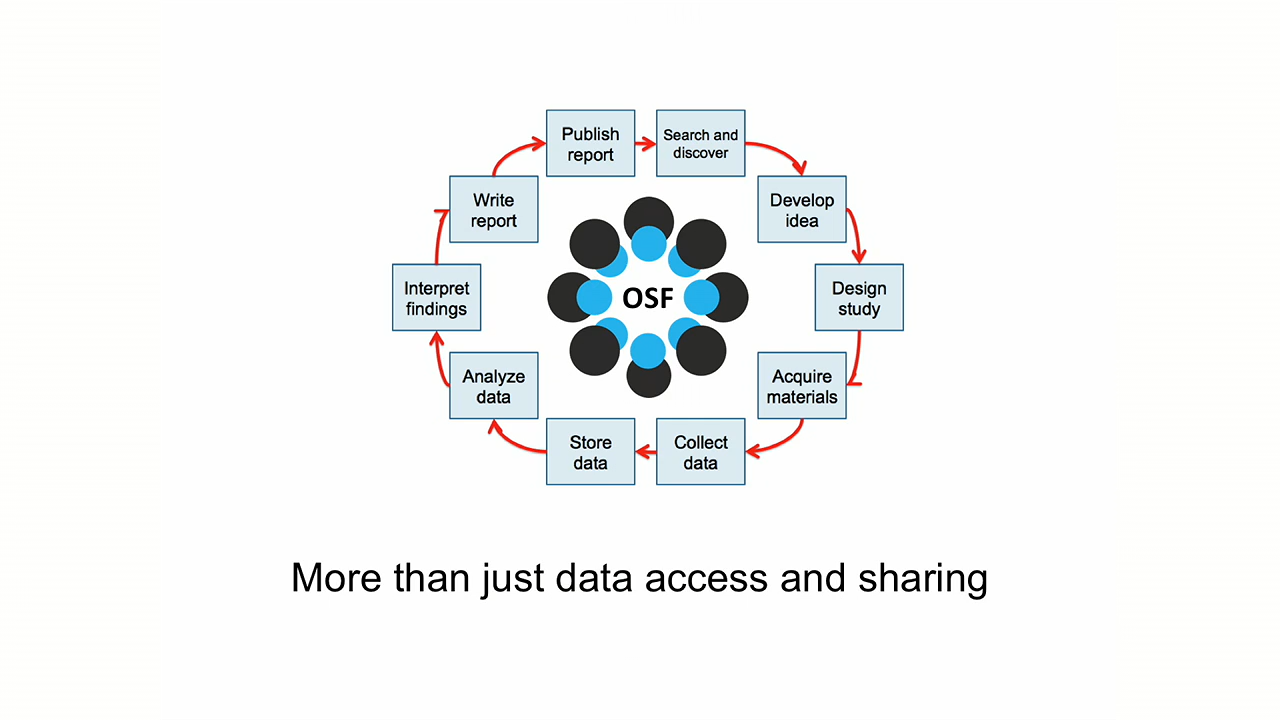 Publish
report
Search and
discover
Write
report
Develop
idea
Interpret
findings
OSF
Design
study
Analyze
data
Acquire
materials
Store
data
Collect
data
More than just data access and sharing